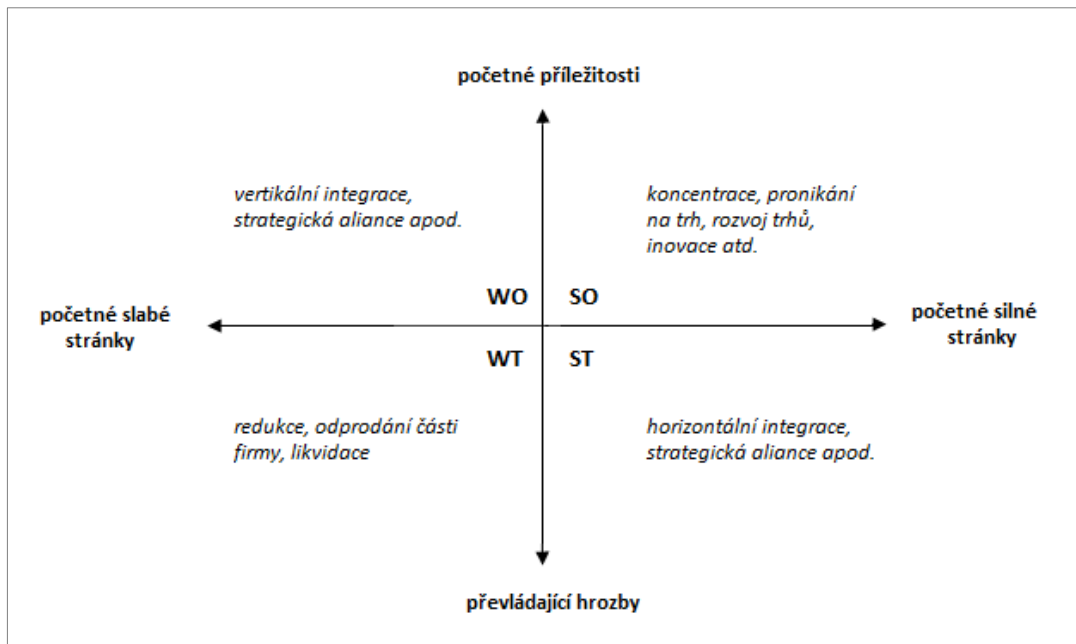 početné příležitosti
vertikální integrace,
strategická aliance apod.
koncentrace, pronikání
na trh, rozvoj trhů,
inovace atd.
WO
SO
početné slabé
stránky
početné silné
stránky
WT
ST
redukce, odprodání části
firmy, likvidace
horizontální integrace,
strategická aliance apod.
převládající hrozby